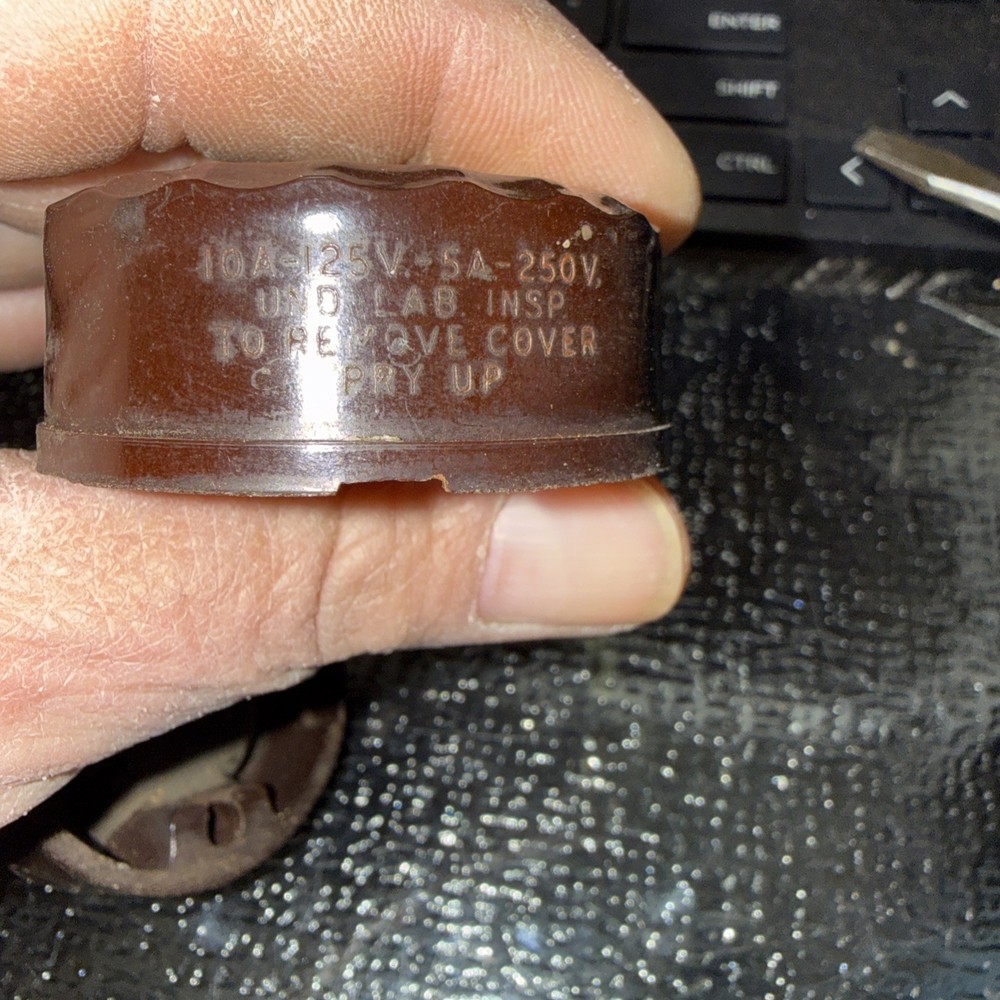 ENTER
SHIFT
CTRL
10A-125V.-5A-250V.
UND. LAB. INSP.
TO REMOVE COVER
PRY UP